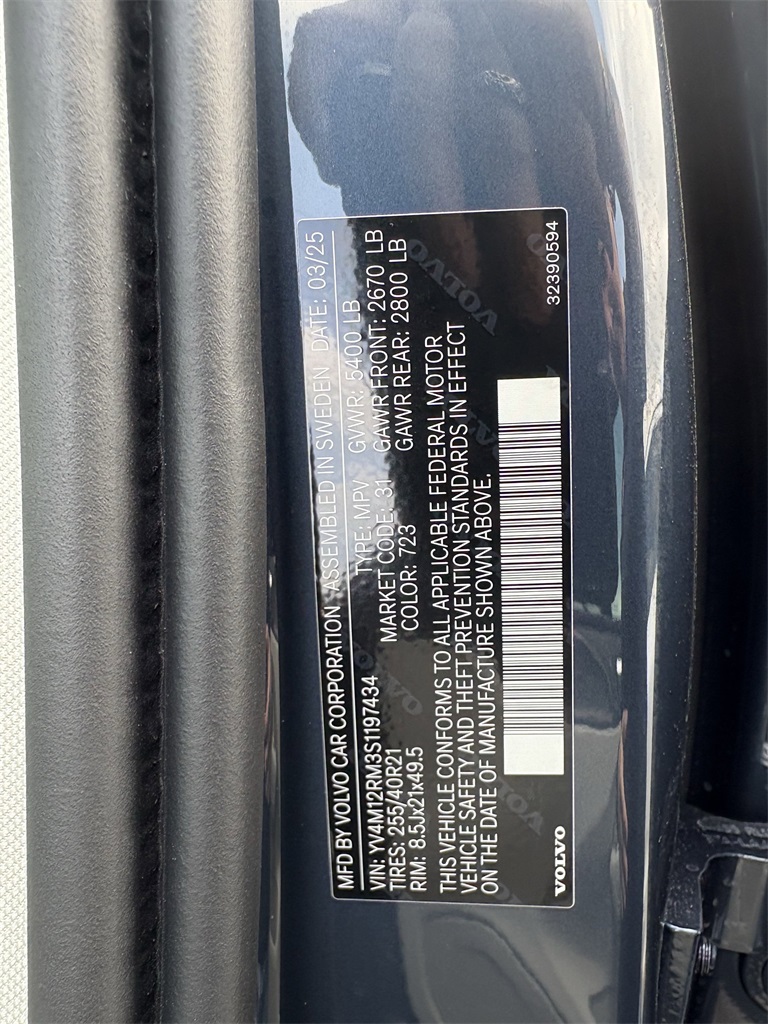 MFD BY VOLVO CAR CORPORATION ASSEMBLED IN SWEDEN DATE: 03/25
VIN: YV4M12RM3S1197434 TYPE: MPV GVWR: 5400 LB
TIRES: 255/40R21 MARKET CODE: 31 GAWR FRONT: 2670 LB
RIM: 8.5Jx21x49.5 COLOR: 723 GAWR REAR: 2800 LB
THIS VEHICLE CONFORMS TO ALL APPLICABLE FEDERAL MOTOR
VEHICLE SAFETY AND THEFT PREVENTION STANDARDS IN EFFECT
ON THE DATE OF MANUFACTURE SHOWN ABOVE.
VOLVO 32390594